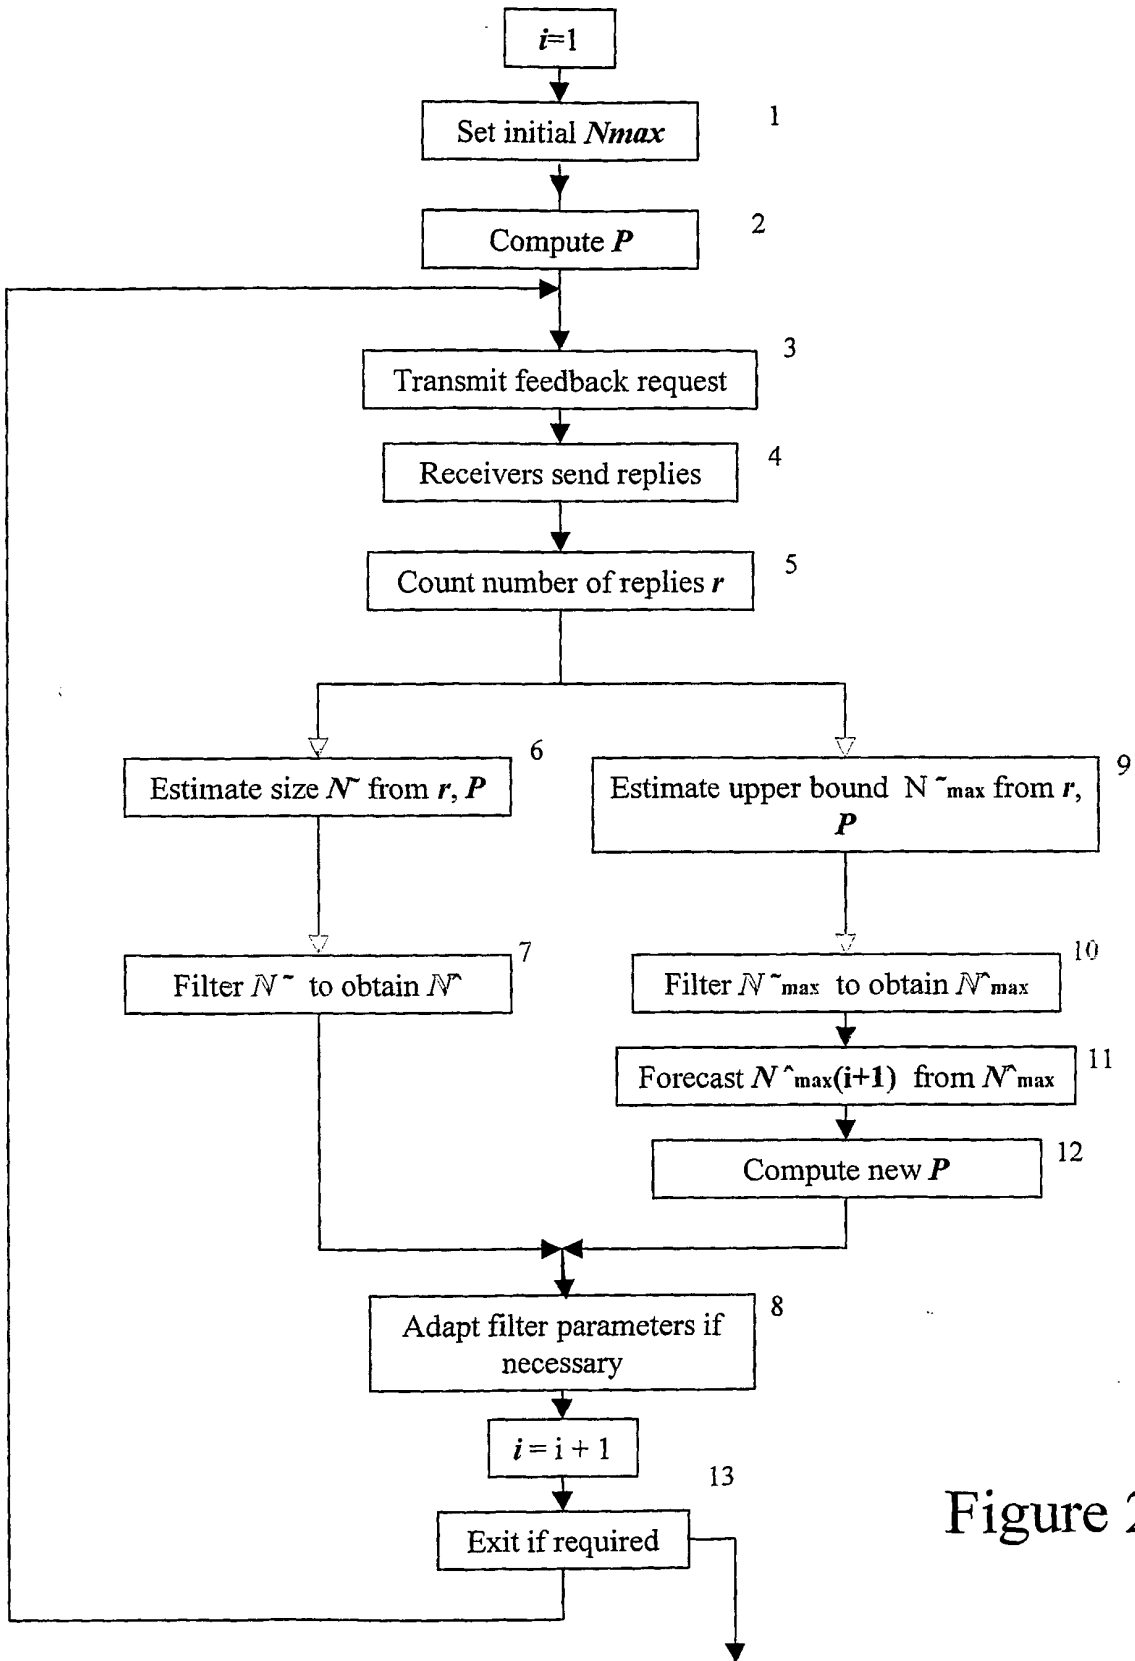 i=1
1
Set initial Nmax
2
Compute P
3
Transmit feedback request
4
Receivers send replies
5
Count number of replies r
6
Estimate size N~ from r, P
9
Estimate upper bound N ~max from r,
P
7
Filter N~ to obtain N^
10
Filter N~max to obtain N^max
11
Forecast N^max(i+1) from N^max
12
Compute new P
8
Adapt filter parameters if
necessary
i = i + 1
13
Exit if required
Figure 2